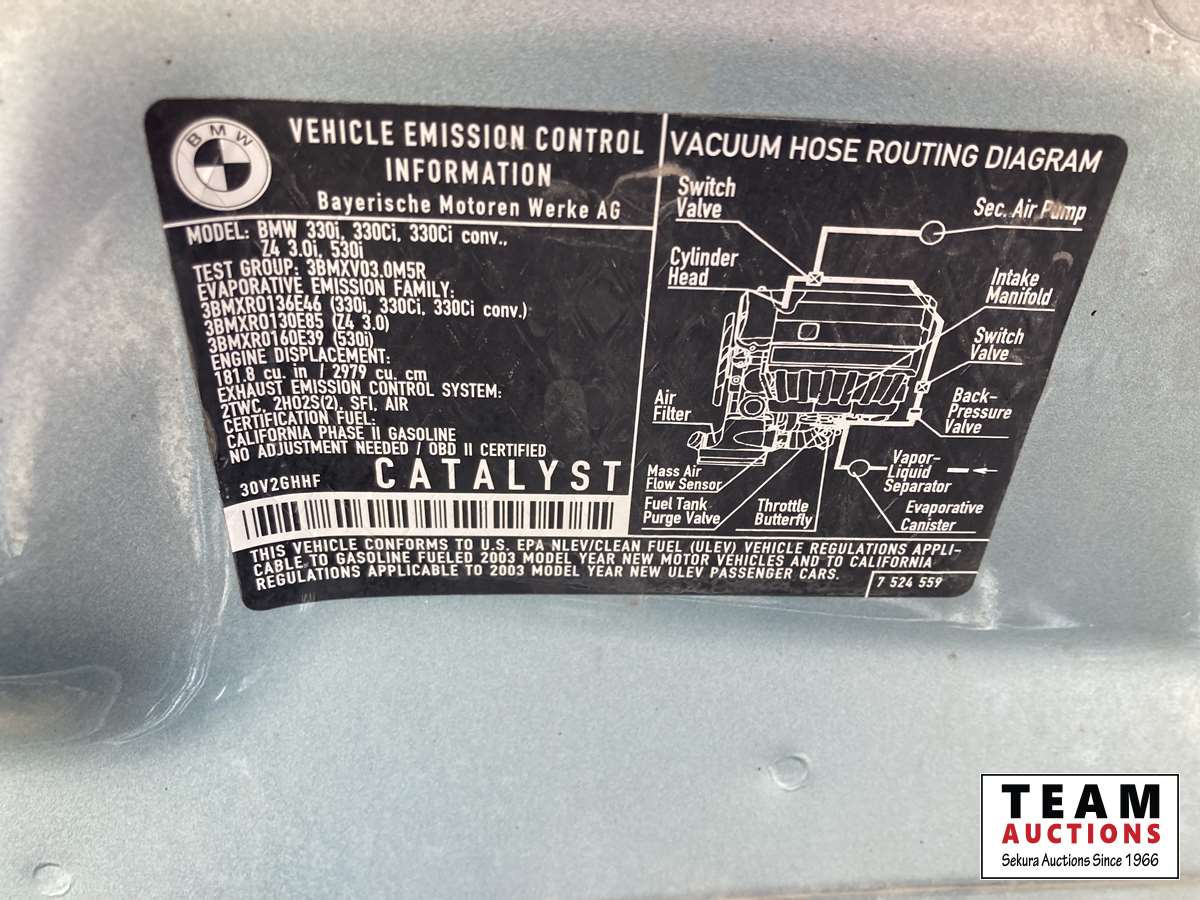 BMW
VEHICLE EMISSION CONTROL
INFORMATION
Bayerische Motoren Werke AG
MODEL: BMW 330i, 330Ci, 330Ci conv.,
Z4 3.0i, 530i
TEST GROUP: 3BMXV03.0M5R
EVAPORATIVE EMISSION FAMILY:
3BMXR0136E46 (330i, 330Ci, 330Ci conv.)
3BMXR0130E85 (Z4 3.0)
3BMXR0160E39 (530i)
ENGINE DISPLACEMENT:
181.8 cu. in / 2979 cu. cm
EXHAUST EMISSION CONTROL SYSTEM:
2TWC, 2HO2S(2), SFI, AIR
CERTIFICATION FUEL:
CALIFORNIA PHASE II GASOLINE
NO ADJUSTMENT NEEDED / OBD II CERTIFIED
30V2GHHF
CATALYST
VACUUM HOSE ROUTING DIAGRAM
Switch
Valve
Sec. Air Pump
Cylinder
Head
Intake
Manifold
Switch
Valve
Air
Filter
Back-
Pressure
Valve
Mass Air
Flow Sensor
Vapor-
Liquid
Separator
Fuel Tank
Purge Valve
Throttle
Butterfly
Evaporative
Canister
THIS VEHICLE CONFORMS TO U.S. EPA NLEV/CLEAN FUEL (ULEV) VEHICLE REGULATIONS APPLI-
CABLE TO GASOLINE FUELED 2003 MODEL YEAR NEW MOTOR VEHICLES AND TO CALIFORNIA
REGULATIONS APPLICABLE TO 2003 MODEL YEAR NEW ULEV PASSENGER CARS.
7 524 559
TEAM
AUCTIONS
Sekura Auctions Since 1966